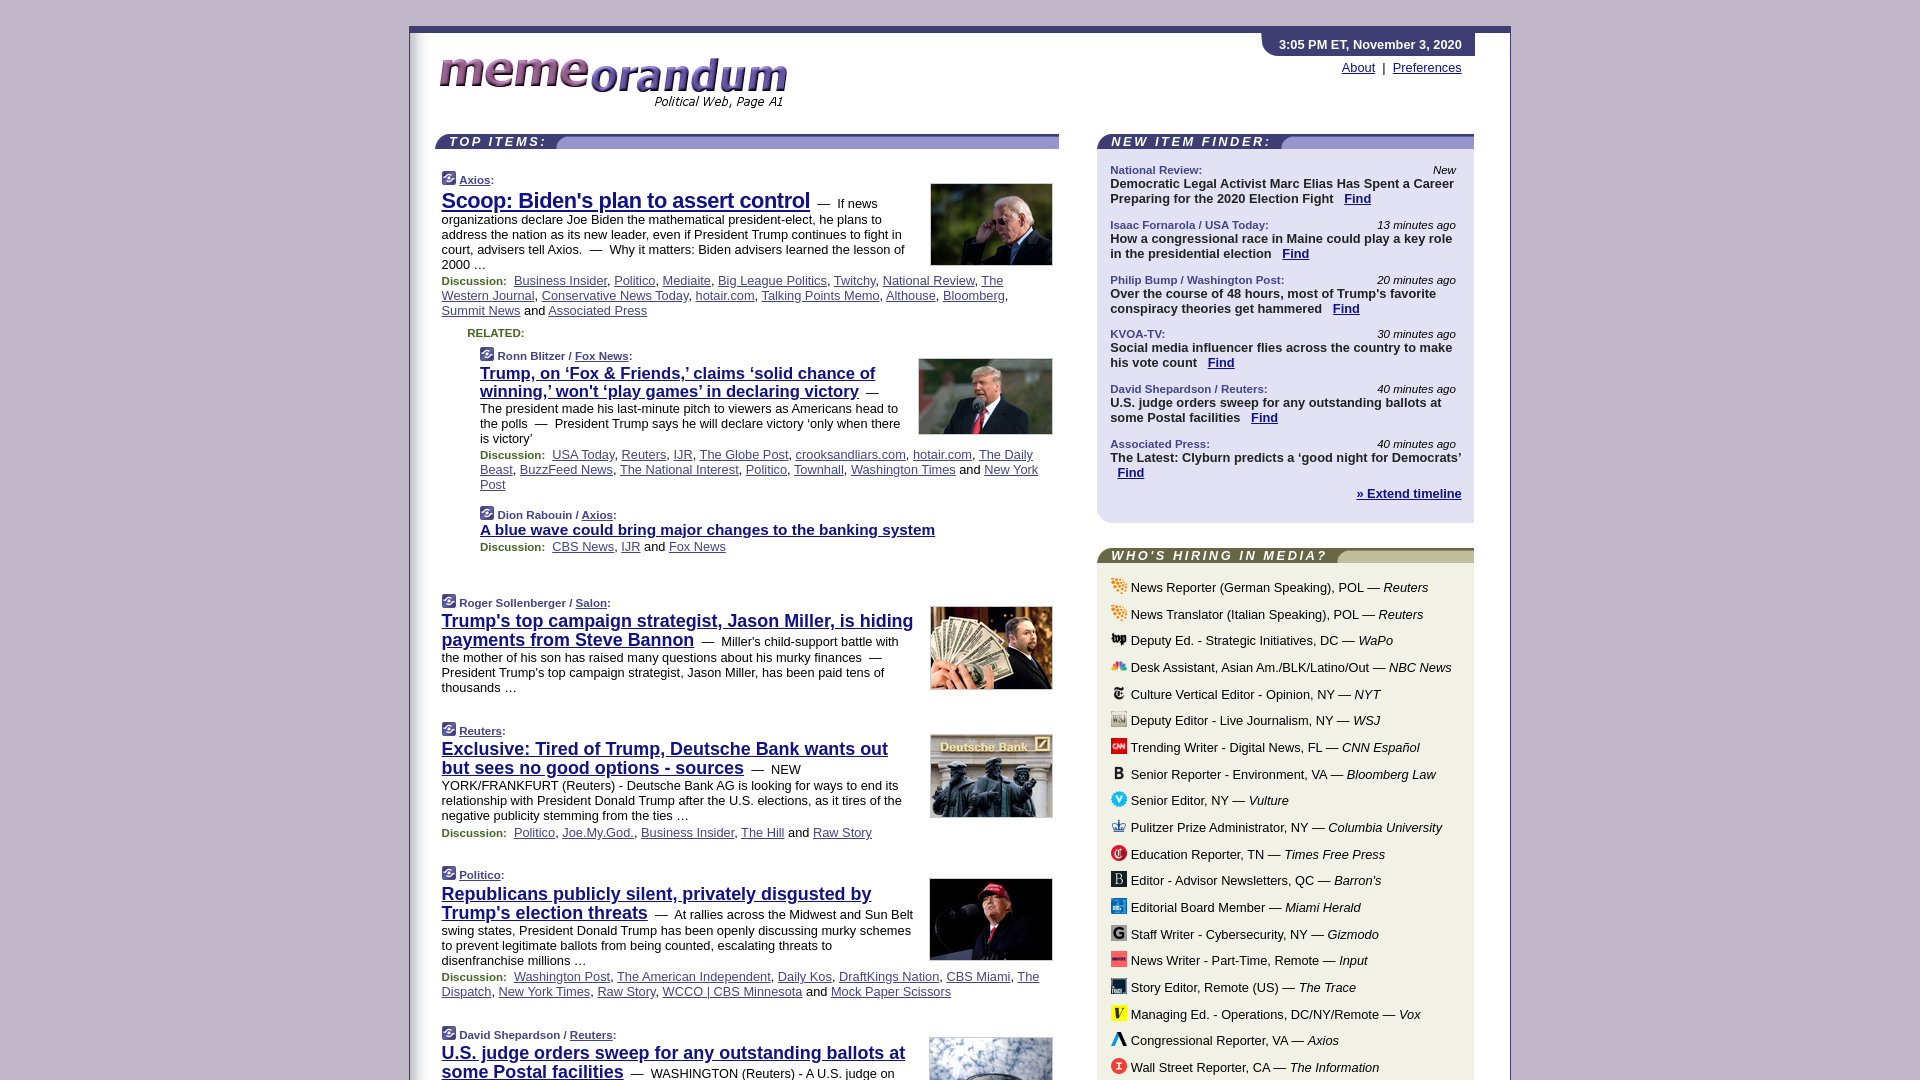 3:05 PM ET, November 3, 2020
memeorandum
Political Web, Page A1
About | Preferences
TOP ITEMS:
Axios:
Scoop: Biden's plan to assert control — If news
organizations declare Joe Biden the mathematical president-elect, he plans to
address the nation as its new leader, even if President Trump continues to fight in
court, advisers tell Axios. — Why it matters: Biden advisers learned the lesson of
2000 …
Discussion: Business Insider, Politico, Mediaite, Big League Politics, Twitchy, National Review, The
Western Journal, Conservative News Today, hotair.com, Talking Points Memo, Althouse, Bloomberg,
Summit News and Associated Press
RELATED:
Ronn Blitzer / Fox News:
Trump, on ‘Fox & Friends,’ claims ‘solid chance of
winning,’ won't ‘play games’ in declaring victory —
The president made his last-minute pitch to viewers as Americans head to
the polls — President Trump says he will declare victory ‘only when there
is victory’
Discussion: USA Today, Reuters, IJR, The Globe Post, crooksandliars.com, hotair.com, The Daily
Beast, BuzzFeed News, The National Interest, Politico, Townhall, Washington Times and New York
Post
Dion Rabouin / Axios:
A blue wave could bring major changes to the banking system
Discussion: CBS News, IJR and Fox News
Roger Sollenberger / Salon:
Trump's top campaign strategist, Jason Miller, is hiding
payments from Steve Bannon — Miller's child-support battle with
the mother of his son has raised many questions about his murky finances —
President Trump's top campaign strategist, Jason Miller, has been paid tens of
thousands …
Reuters:
Exclusive: Tired of Trump, Deutsche Bank wants out
but sees no good options - sources — NEW
YORK/FRANKFURT (Reuters) - Deutsche Bank AG is looking for ways to end its
relationship with President Donald Trump after the U.S. elections, as it tires of the
negative publicity stemming from the ties …
Deutsche Bank
Discussion: Politico, Joe.My.God., Business Insider, The Hill and Raw Story
Politico:
Republicans publicly silent, privately disgusted by
Trump's election threats — At rallies across the Midwest and Sun Belt
swing states, President Donald Trump has been openly discussing murky schemes
to prevent legitimate ballots from being counted, escalating threats to
disenfranchise millions …
Discussion: Washington Post, The American Independent, Daily Kos, DraftKings Nation, CBS Miami, The
Dispatch, New York Times, Raw Story, WCCO | CBS Minnesota and Mock Paper Scissors
David Shepardson / Reuters:
U.S. judge orders sweep for any outstanding ballots at
some Postal facilities — WASHINGTON (Reuters) - A U.S. judge on
NEW ITEM FINDER:
National Review: New
Democratic Legal Activist Marc Elias Has Spent a Career
Preparing for the 2020 Election Fight Find
Isaac Fornarola / USA Today: 13 minutes ago
How a congressional race in Maine could play a key role
in the presidential election Find
Philip Bump / Washington Post: 20 minutes ago
Over the course of 48 hours, most of Trump's favorite
conspiracy theories get hammered Find
KVOA-TV: 30 minutes ago
Social media influencer flies across the country to make
his vote count Find
David Shepardson / Reuters: 40 minutes ago
U.S. judge orders sweep for any outstanding ballots at
some Postal facilities Find
Associated Press: 40 minutes ago
The Latest: Clyburn predicts a ‘good night for Democrats’
Find
» Extend timeline
WHO'S HIRING IN MEDIA?
News Reporter (German Speaking), POL — Reuters
News Translator (Italian Speaking), POL — Reuters
Deputy Ed. - Strategic Initiatives, DC — WaPo
Desk Assistant, Asian Am./BLK/Latino/Out — NBC News
Culture Vertical Editor - Opinion, NY — NYT
Deputy Editor - Live Journalism, NY — WSJ
Trending Writer - Digital News, FL — CNN Español
Senior Reporter - Environment, VA — Bloomberg Law
Senior Editor, NY — Vulture
Pulitzer Prize Administrator, NY — Columbia University
Education Reporter, TN — Times Free Press
Editor - Advisor Newsletters, QC — Barron's
Editorial Board Member — Miami Herald
Staff Writer - Cybersecurity, NY — Gizmodo
News Writer - Part-Time, Remote — Input
Story Editor, Remote (US) — The Trace
Managing Ed. - Operations, DC/NY/Remote — Vox
Congressional Reporter, VA — Axios
Wall Street Reporter, CA — The Information